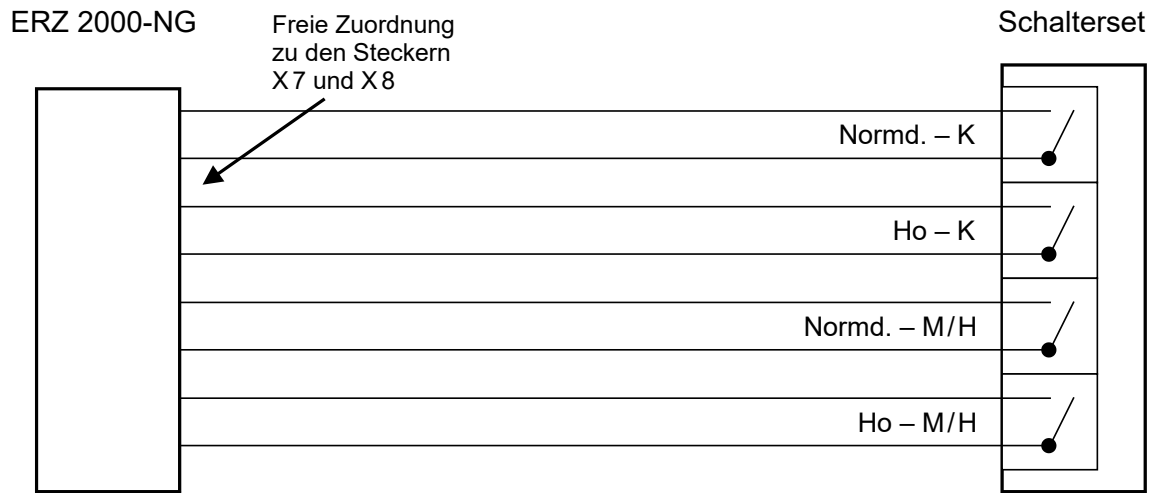 ERZ 2000-NG
Freie Zuordnung
zu den Steckern
X7 und X8
Schalterset
Normd. – K
Ho – K
Normd. – M/H
Ho – M/H